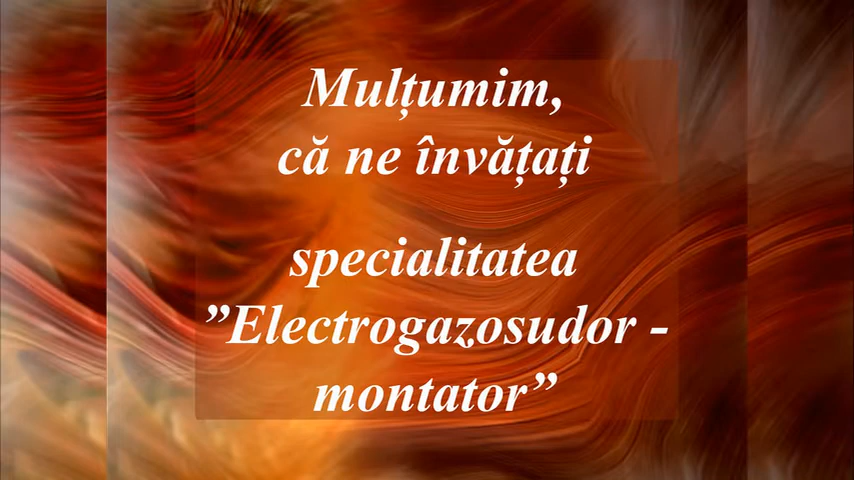 Mulțumim,
că ne învățați
specialitatea
”Electrogazosudor -
montator”